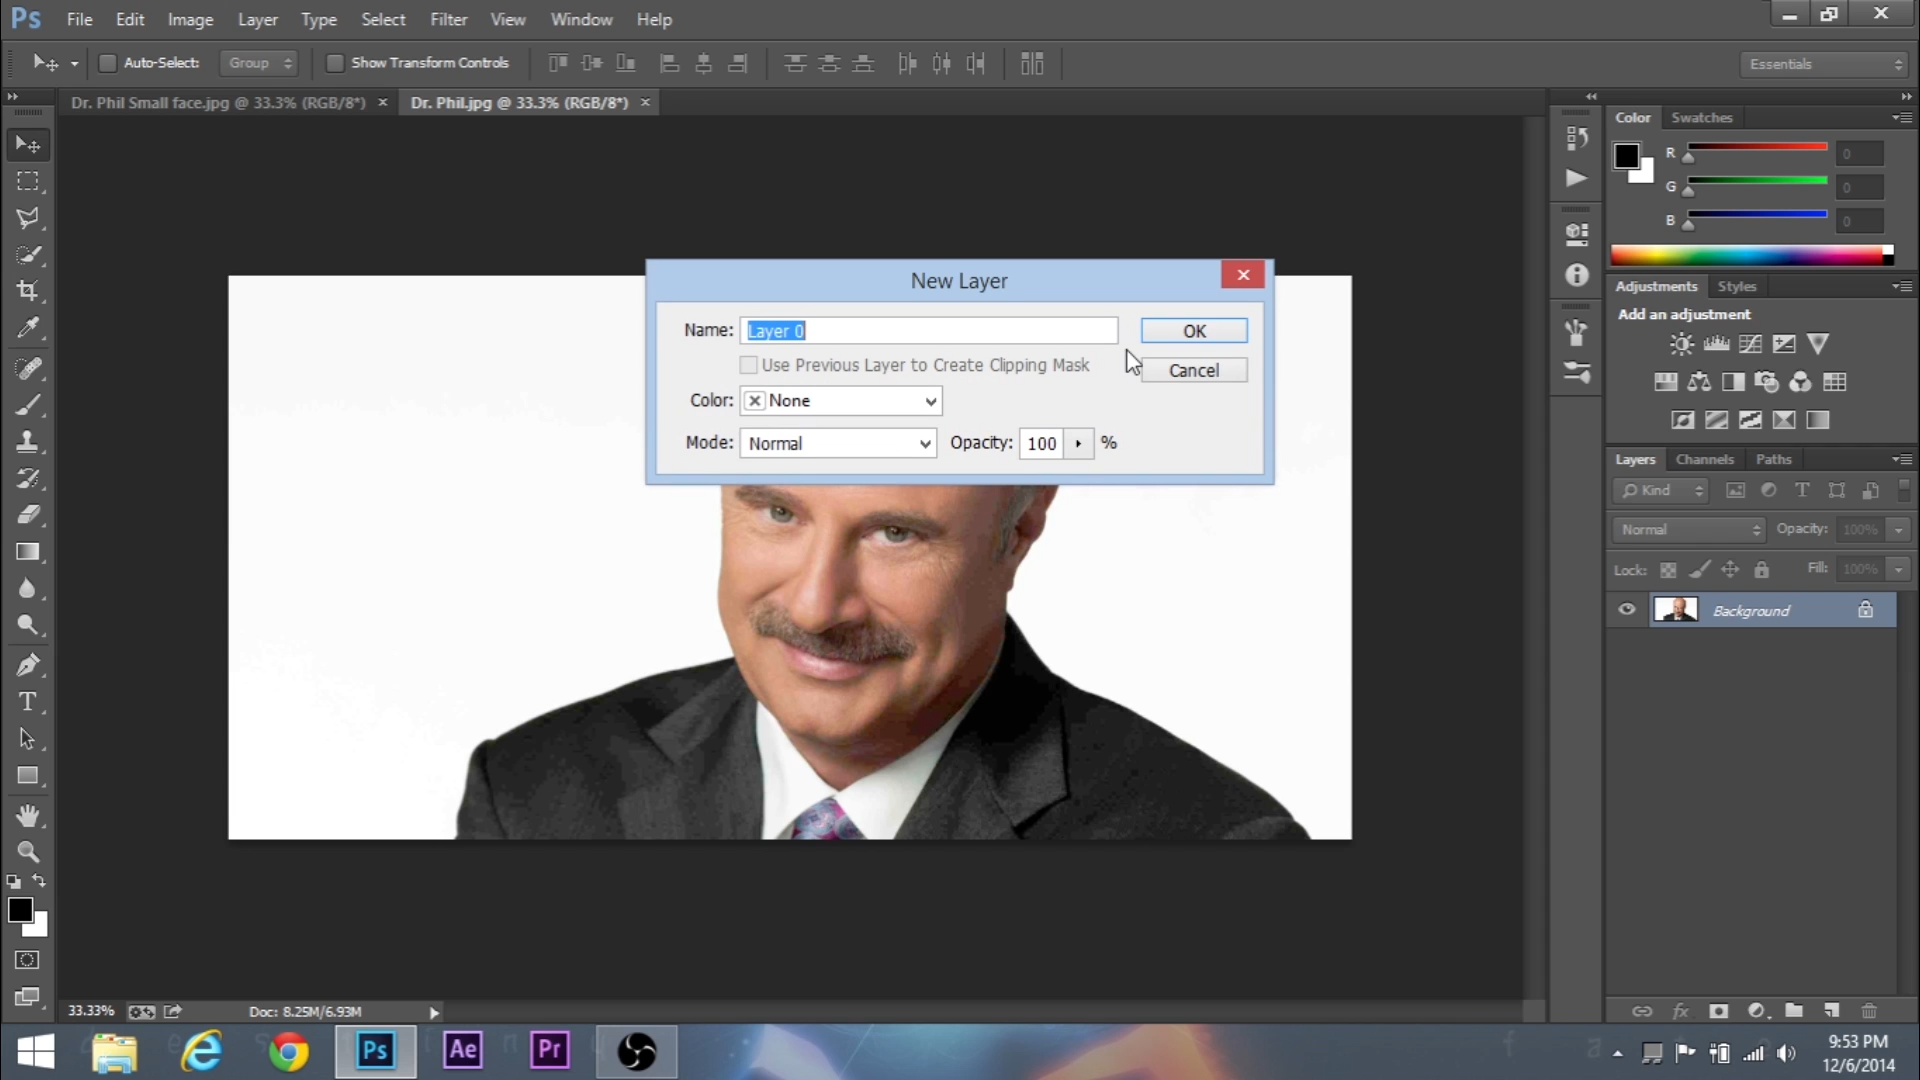 Ps File Edit Image Layer Type Select Filter View Window Help
Auto-Select: Group Show Transform Controls Essentials
Dr. Phil Small face.jpg @ 33.3% (RGB/8*) × Dr. Phil.jpg @ 33.3% (RGB/8*) ×
Color Swatches
R 0
G 0
B 0
Adjustments Styles
Add an adjustment
New Layer
Name: Layer 0 OK
Use Previous Layer to Create Clipping Mask Cancel
Color: None
Mode: Normal Opacity: 100 %
Layers Channels Paths
Kind
Normal Opacity: 100%
Lock: Fill: 100%
Background
33.33% Doc: 8.25M/6.93M
Ps Ae Pr
9:53 PM
12/6/2014